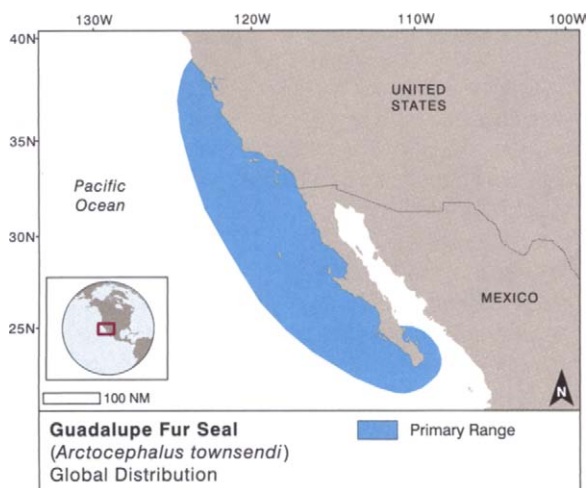 130W
120W
110W
100W
40N
35N
30N
25N
UNITED
STATES
Pacific
Ocean
MEXICO
100 NM
N
Guadalupe Fur Seal
(Arctocephalus townsendi)
Global Distribution
Primary Range